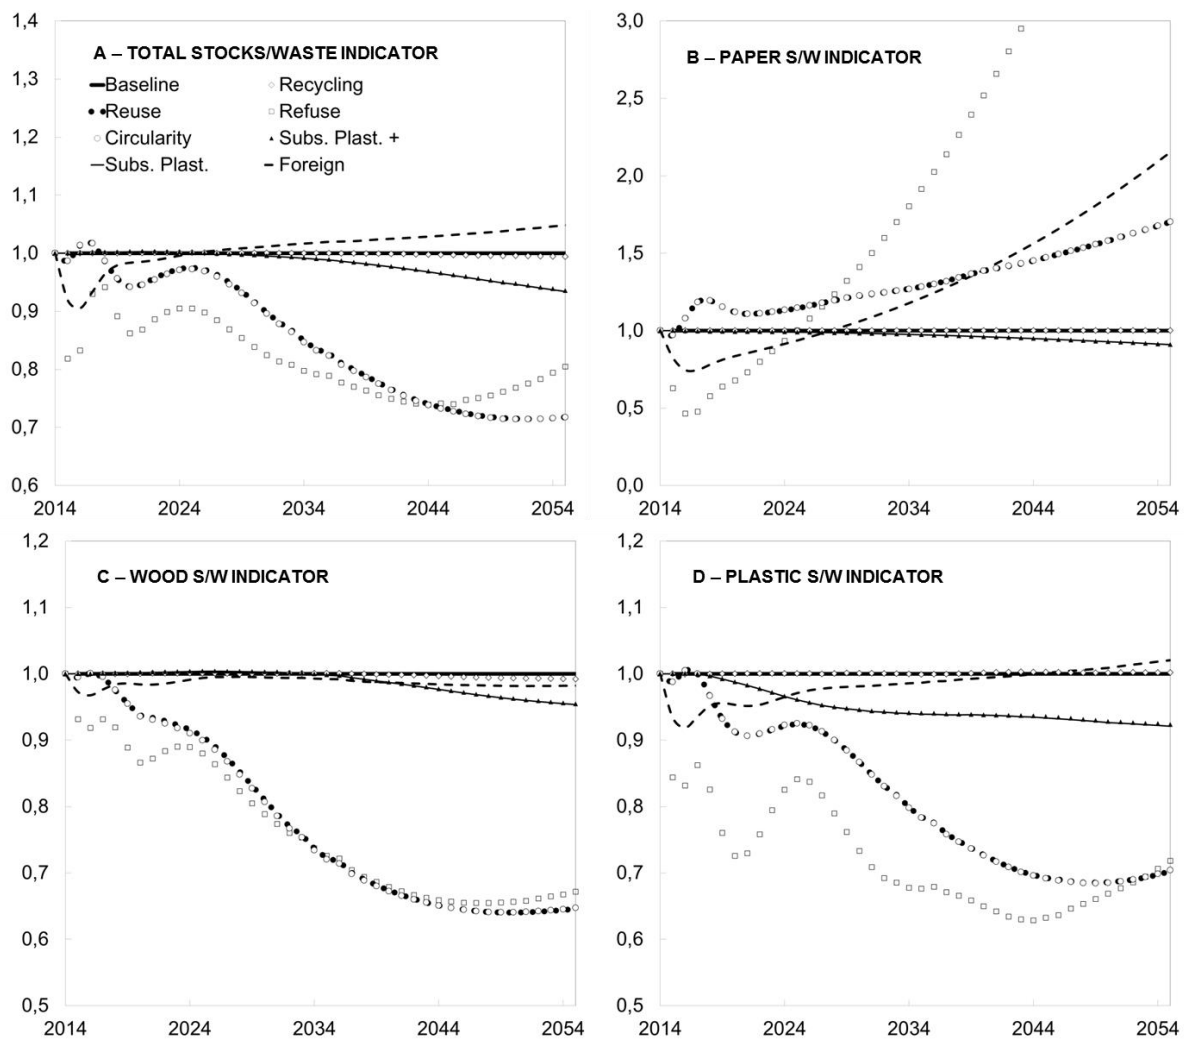 1,4
1,3
1,2
1,1
1,0
0,9
0,8
0,7
0,6
2014 2024 2034 2044 2054
A – TOTAL STOCKS/WASTE INDICATOR
Baseline Recycling
Reuse Refuse
Circularity Subs. Plast. +
Subs. Plast. Foreign
3,0
2,5
2,0
1,5
1,0
0,5
0,0
2014 2024 2034 2044 2054
B – PAPER S/W INDICATOR
1,2
1,1
1,0
0,9
0,8
0,7
0,6
0,5
2014 2024 2034 2044 2054
C – WOOD S/W INDICATOR
1,2
1,1
1,0
0,9
0,8
0,7
0,6
0,5
2014 2024 2034 2044 2054
D – PLASTIC S/W INDICATOR